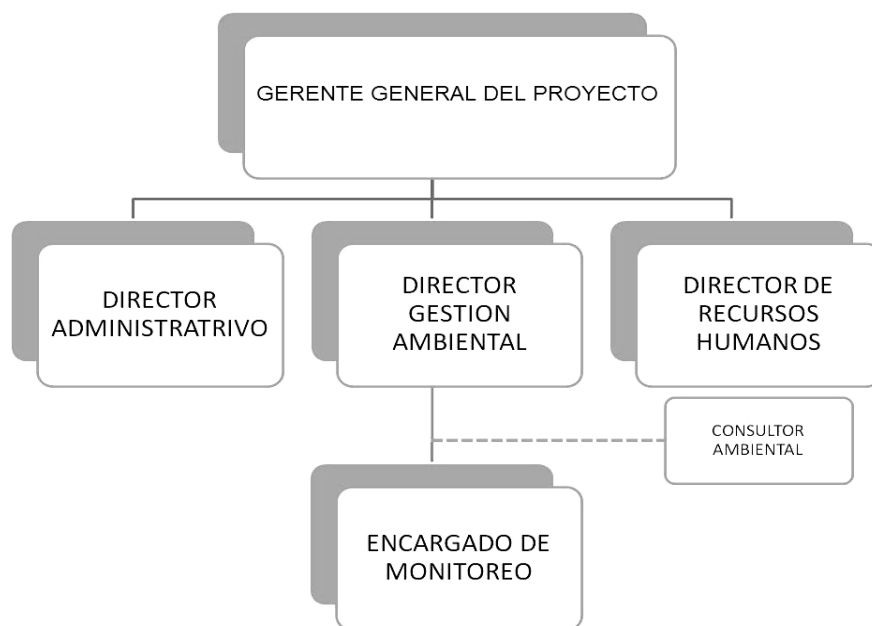 GERENTE GENERAL DEL PROYECTO
DIRECTOR
ADMINISTRATRIVO
DIRECTOR
GESTION
AMBIENTAL
DIRECTOR DE
RECURSOS
HUMANOS
CONSULTOR
AMBIENTAL
ENCARGADO DE
MONITOREO